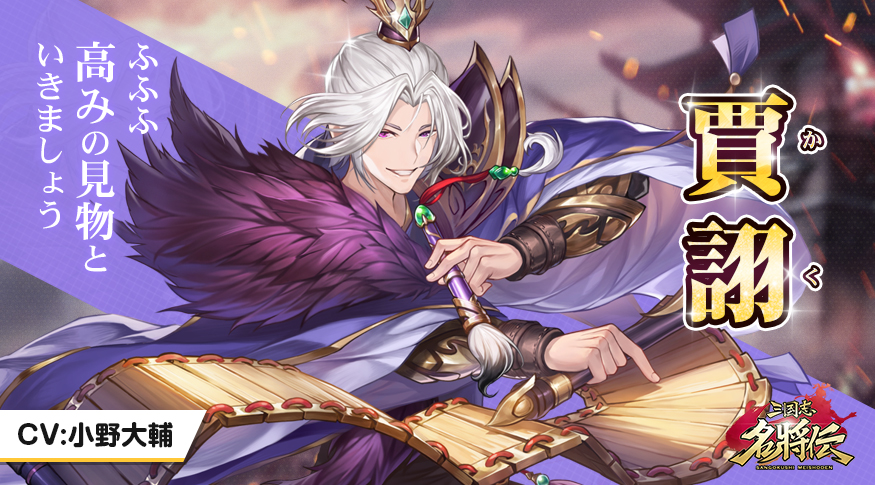 ふふふ
高みの見物と
いきましょう
賈詡
かく
CV:小野大輔
三国志
名将伝
SANGOKUSHI MEISHODEN